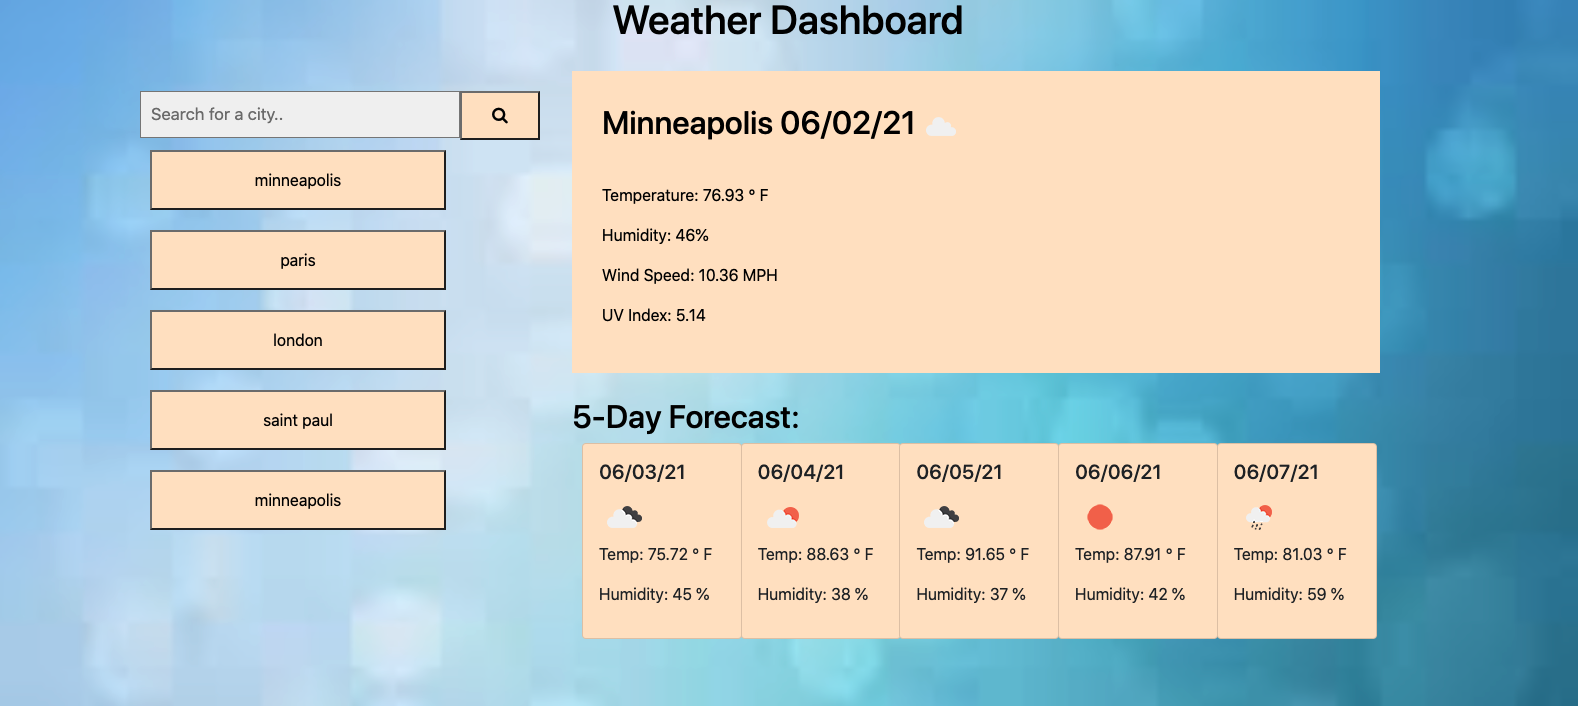 Weather Dashboard
Search for a city..
minneapolis
paris
london
saint paul
minneapolis
Minneapolis 06/02/21
Temperature: 76.93 ° F
Humidity: 46%
Wind Speed: 10.36 MPH
UV Index: 5.14
5-Day Forecast:
06/03/21
Temp: 75.72 ° F
Humidity: 45 %
06/04/21
Temp: 88.63 ° F
Humidity: 38 %
06/05/21
Temp: 91.65 ° F
Humidity: 37 %
06/06/21
Temp: 87.91 ° F
Humidity: 42 %
06/07/21
Temp: 81.03 ° F
Humidity: 59 %